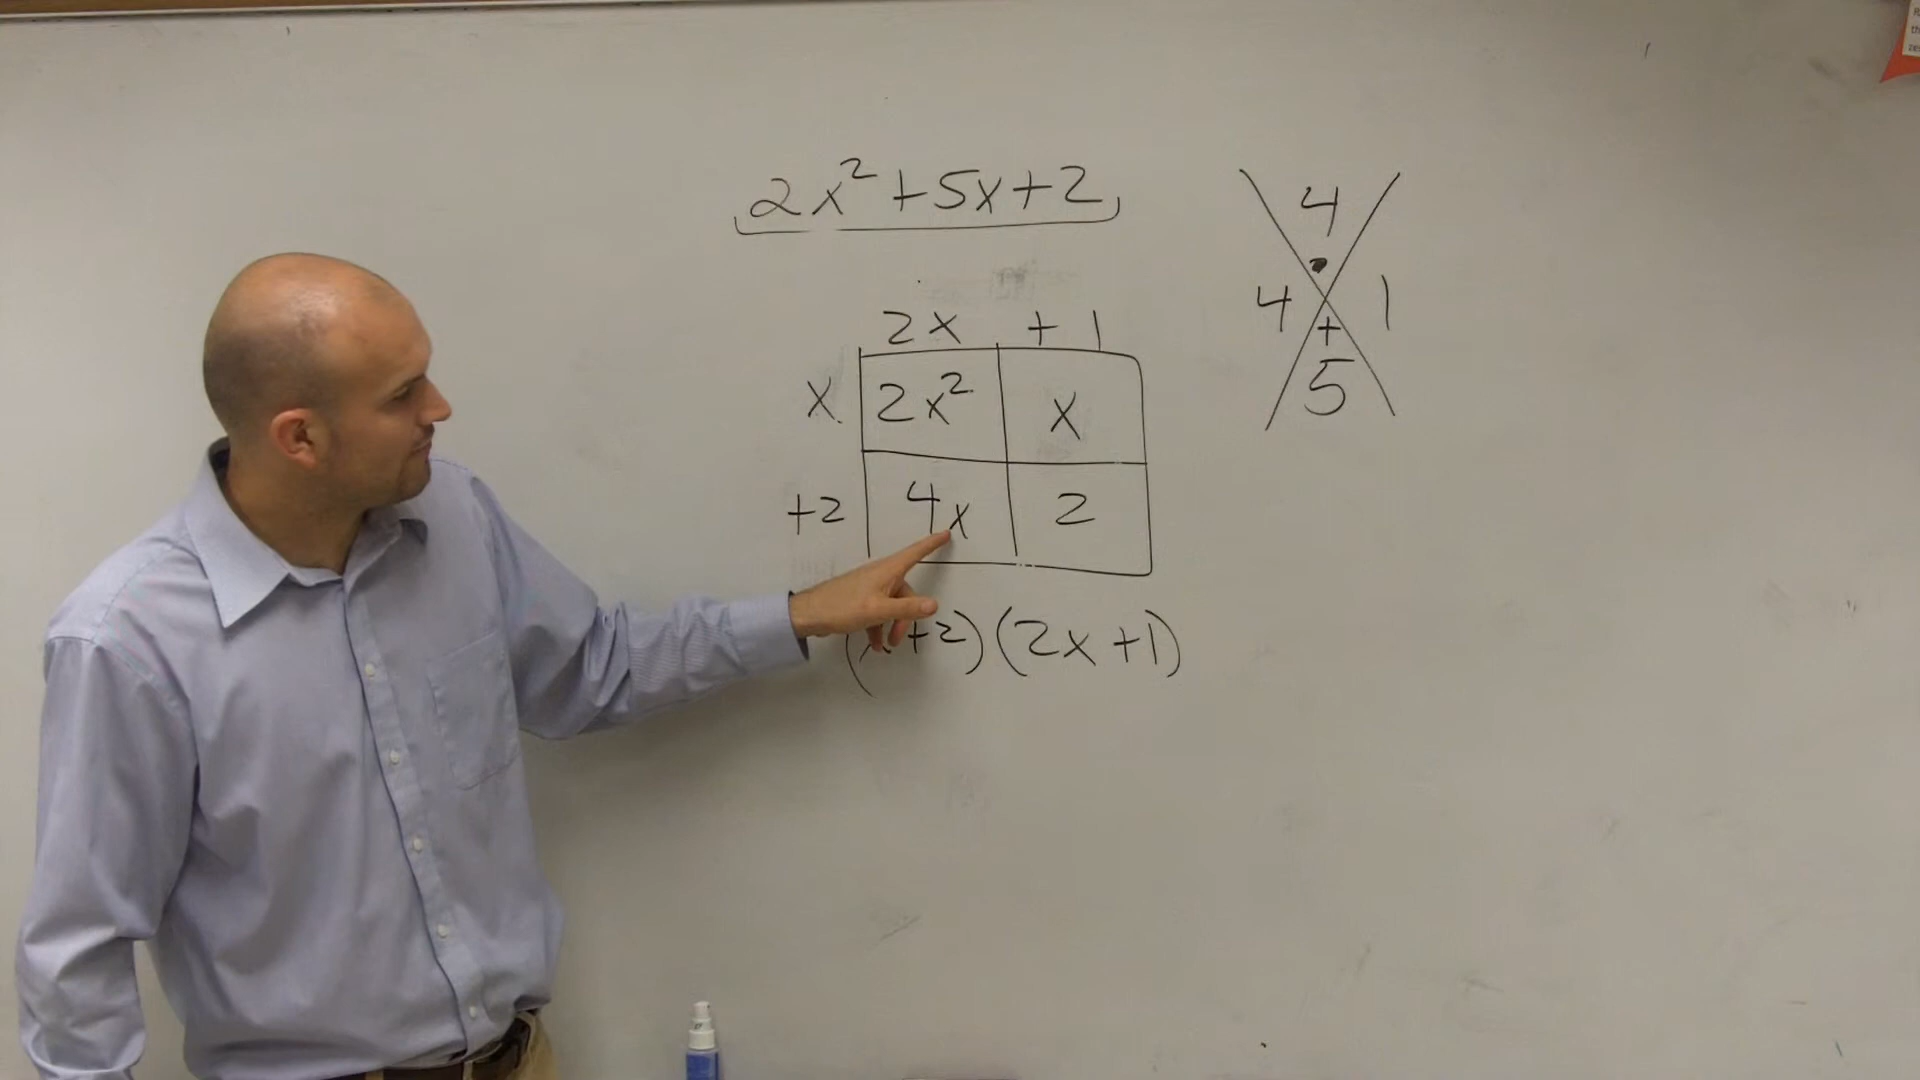 2x² + 5x + 2
4
•
4 1
+
5
2x + 1
x 2x² x
+2 4x 2
+2)(2x + 1)